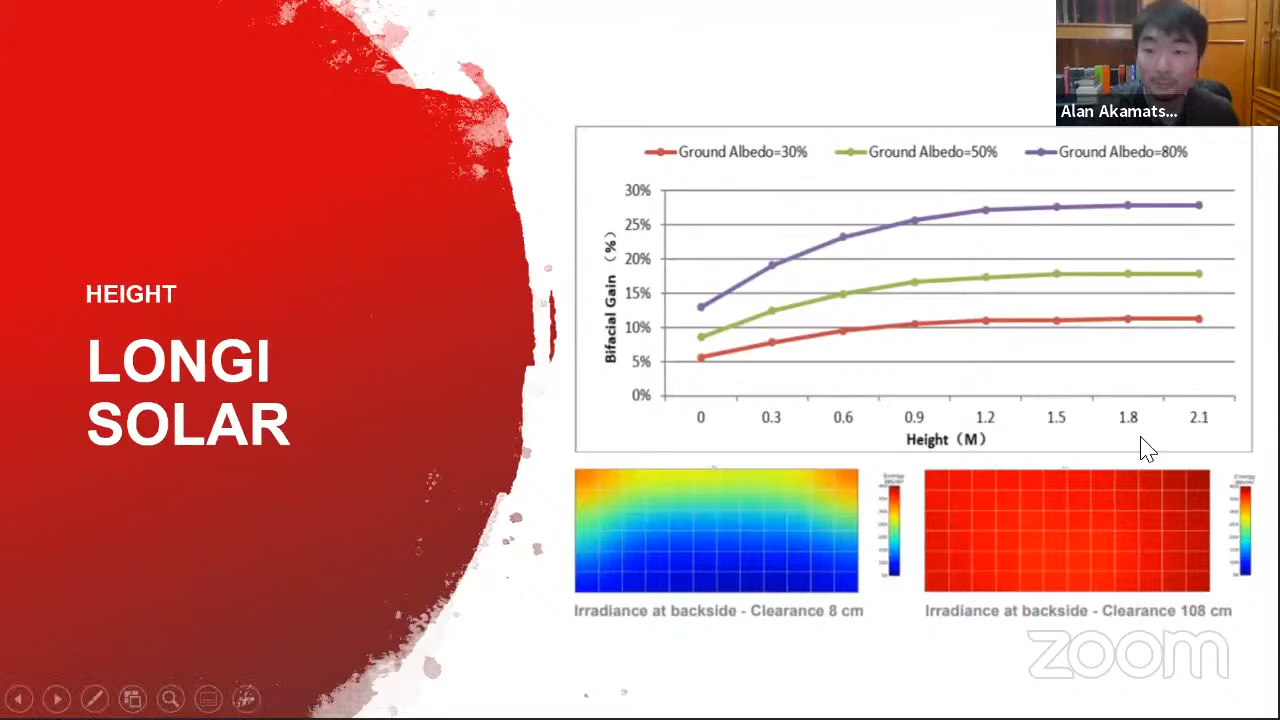 Alan Akamats...
HEIGHT
LONGI
SOLAR
Ground Albedo=30% Ground Albedo=50% Ground Albedo=80%
30%
25%
20%
15%
10%
5%
0%
Bifacial Gain (%)
0 0.3 0.6 0.9 1.2 1.5 1.8 2.1
Height (M)
Energy
Energy
Irradiance at backside - Clearance 8 cm
Irradiance at backside - Clearance 108 cm
zoom